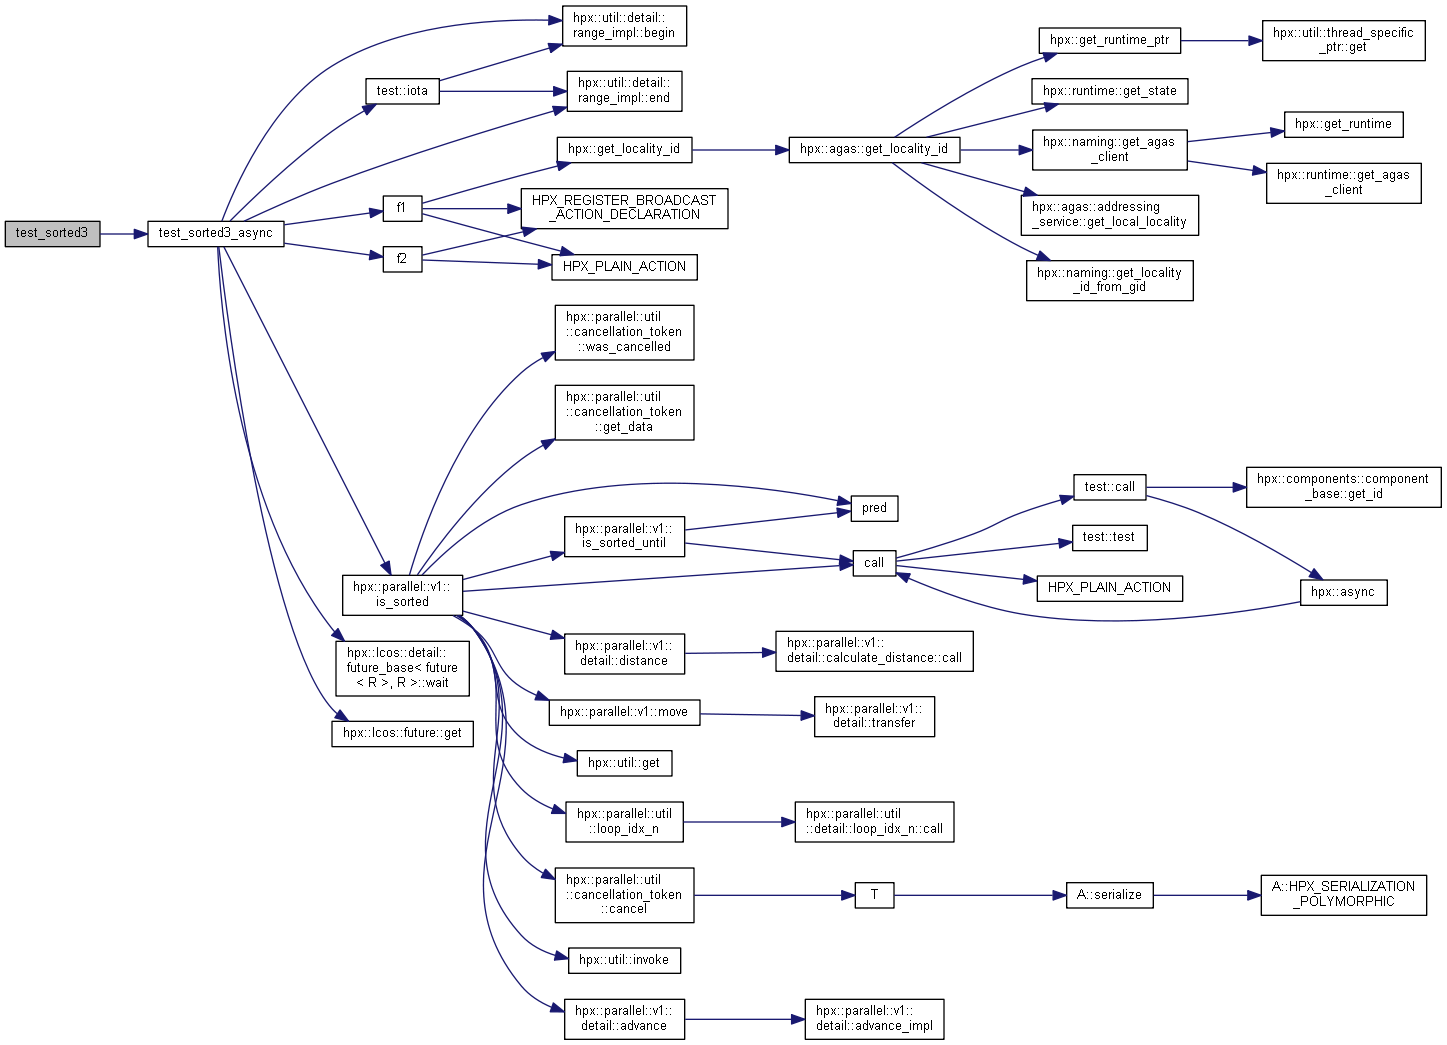 test_sorted3
test_sorted3_async
hpx::util::detail::
range_impl::begin
test::iota
hpx::util::detail::
range_impl::end
hpx::get_locality_id
f1
HPX_REGISTER_BROADCAST
_ACTION_DECLARATION
f2
HPX_PLAIN_ACTION
hpx::agas::get_locality_id
hpx::get_runtime_ptr
hpx::util::thread_specific
_ptr::get
hpx::runtime::get_state
hpx::naming::get_agas
_client
hpx::get_runtime
hpx::runtime::get_agas
_client
hpx::agas::addressing
_service::get_local_locality
hpx::naming::get_locality
_id_from_gid
hpx::parallel::util
::cancellation_token
::was_cancelled
hpx::parallel::util
::cancellation_token
::get_data
pred
hpx::parallel::v1::
is_sorted_until
call
test::call
hpx::components::component
_base::get_id
test::test
HPX_PLAIN_ACTION
hpx::async
hpx::parallel::v1::
is_sorted
hpx::parallel::v1::
detail::distance
hpx::parallel::v1::
detail::calculate_distance::call
hpx::lcos::detail::
future_base< future
< R >, R >::wait
hpx::lcos::future::get
hpx::parallel::v1::move
hpx::parallel::v1::
detail::transfer
hpx::util::get
hpx::parallel::util
::loop_idx_n
hpx::parallel::util
::detail::loop_idx_n::call
hpx::parallel::util
::cancellation_token
::cancel
T
A::serialize
A::HPX_SERIALIZATION
_POLYMORPHIC
hpx::util::invoke
hpx::parallel::v1::
detail::advance
hpx::parallel::v1::
detail::advance_impl